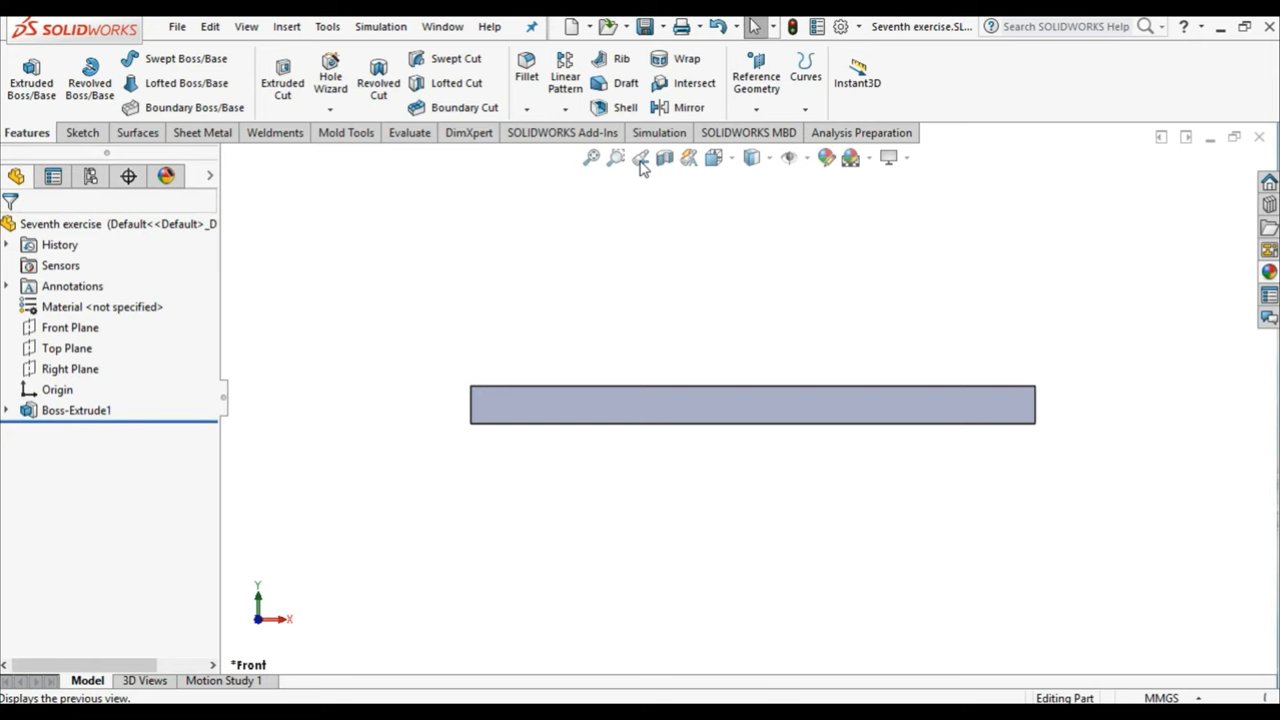 SOLIDWORKS File Edit Insert Tools Simulation Window Help Seventh exercise.SL... Search SOLIDWORKS Help ?
Extruded Boss/Base Revolved Boss/Base Swept Boss/Base Lofted Boss/Base Boundary Boss/Base Extruded Cut Hole Wizard Revolved Cut Swept Cut Lofted Cut Boundary Cut Fillet Linear Pattern Rib Draft Shell Wrap Intersect Mirror Reference Geometry Curves Instant3D
Features Sketch Surfaces Sheet Metal Weldments Mold Tools Evaluate DimXpert SOLIDWORKS Add-Ins Simulation SOLIDWORKS MBD Analysis Preparation
Seventh exercise (Default<<Default>_D
History
Sensors
A Annotations
Material <not specified>
Front Plane
Top Plane
Right Plane
Origin
Boss-Extrude1
Y
X
*Front
Model 3D Views Motion Study 1
Displays the previous view. Editing Part MMGS